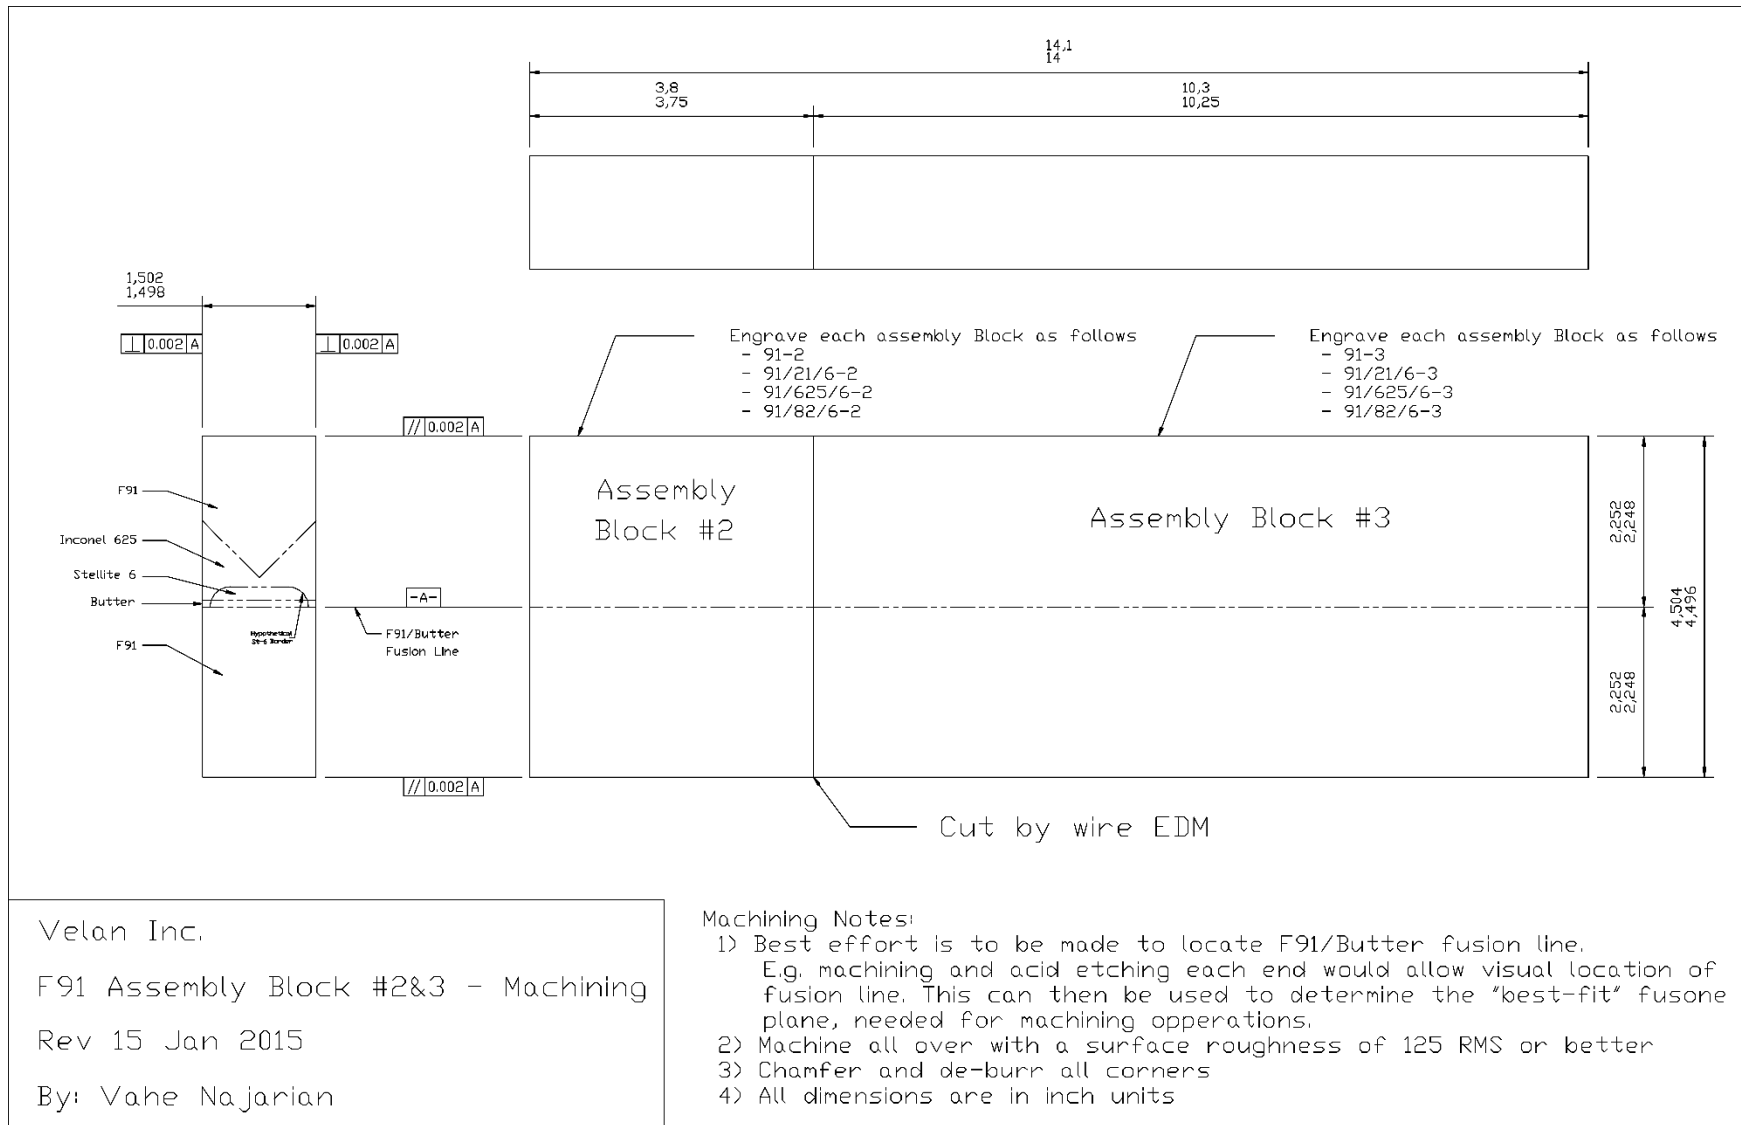 14,1
14
3,8
3,75
10,3
10,25
1,502
1,498
⊥ 0.002 A
⊥ 0.002 A
Engrave each assembly Block as follows
- 91-2
- 91/21/6-2
- 91/625/6-2
- 91/82/6-2
Engrave each assembly Block as follows
- 91-3
- 91/21/6-3
- 91/625/6-3
- 91/82/6-3
// 0.002 A
F91
Inconel 625
Stellite 6
Butter
F91
Hypothetical
St-6 Border
-A-
F91/Butter
Fusion Line
Assembly
Block #2
Assembly Block #3
2,252
2,248
4,504
4,496
2,252
2,248
// 0.002 A
Cut by wire EDM
Velan Inc.
F91 Assembly Block #2&3 - Machining
Rev 15 Jan 2015
By: Vahe Najarian
Machining Notes:
1) Best effort is to be made to locate F91/Butter fusion line.
E.g. machining and acid etching each end would allow visual location of
fusion line. This can then be used to determine the "best-fit" fusone
plane, needed for machining opperations.
2) Machine all over with a surface roughness of 125 RMS or better
3) Chamfer and de-burr all corners
4) All dimensions are in inch units